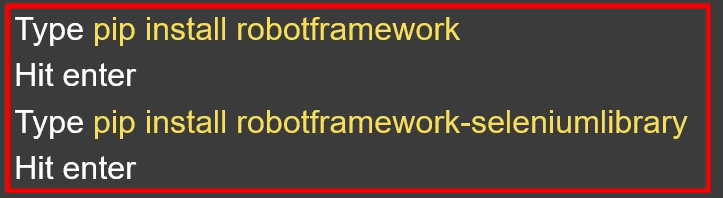 Type pip install robotframework
Hit enter
Type pip install robotframework-seleniumlibrary
Hit enter